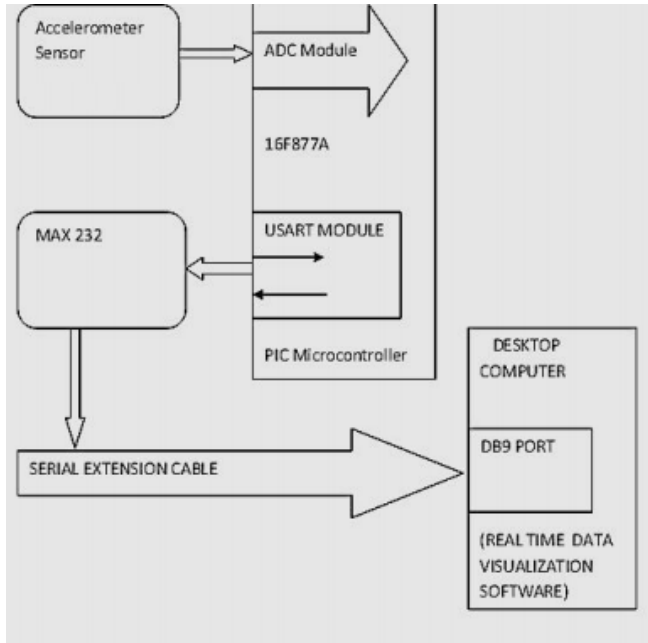 Accelerometer
Sensor
ADC Module
16F877A
MAX 232
USART MODULE
PIC Microcontroller
DESKTOP
COMPUTER
SERIAL EXTENSION CABLE
DB9 PORT
(REAL TIME DATA
VISUALIZATION
SOFTWARE)